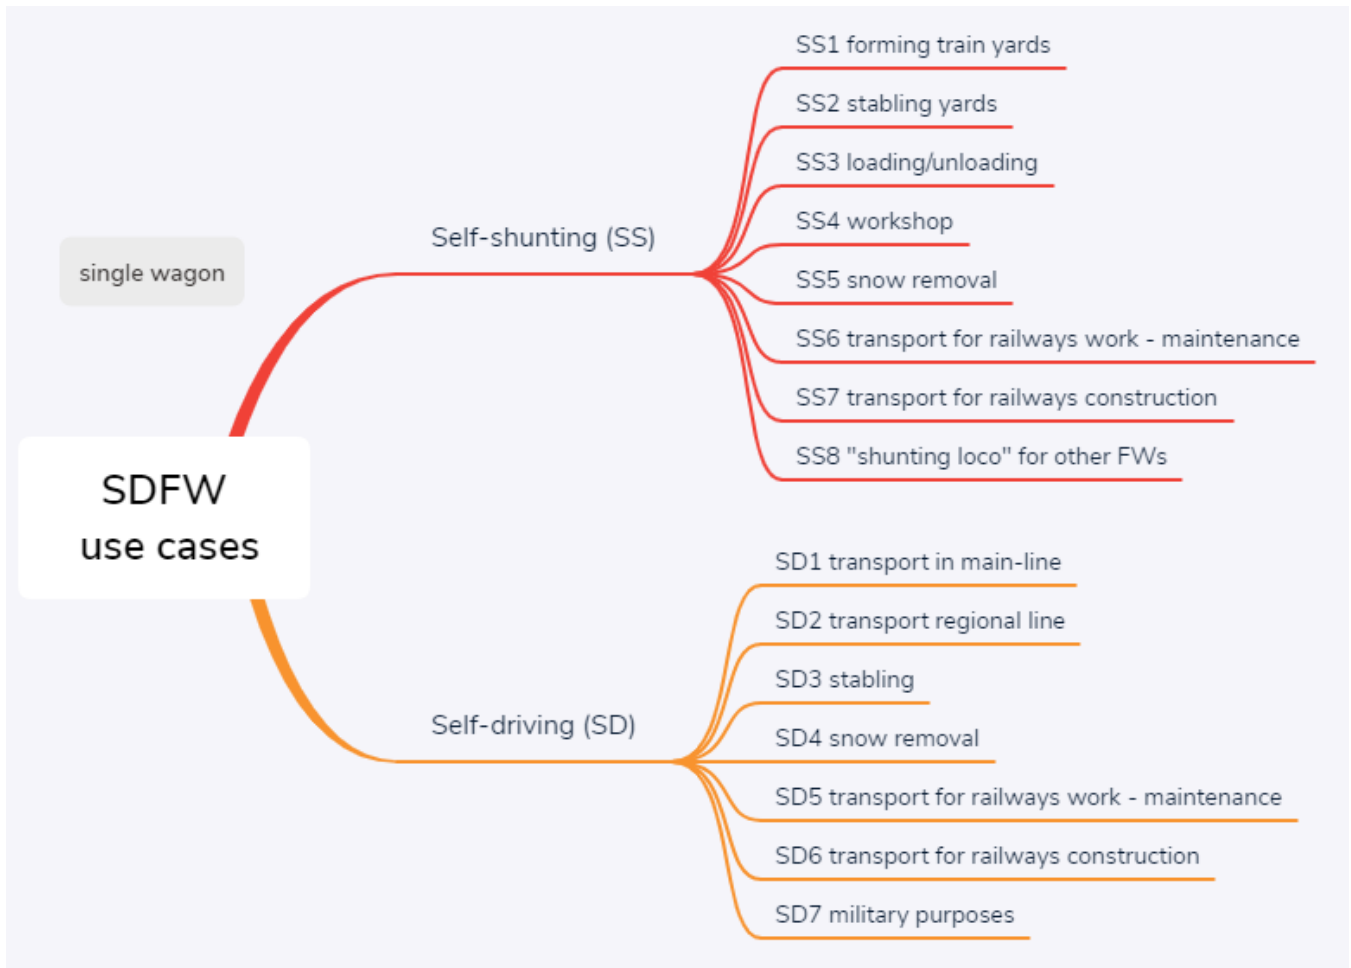 single wagon
SDFW
use cases
Self-shunting (SS)
SS1 forming train yards
SS2 stabling yards
SS3 loading/unloading
SS4 workshop
SS5 snow removal
SS6 transport for railways work - maintenance
SS7 transport for railways construction
SS8 "shunting loco" for other FWs
Self-driving (SD)
SD1 transport in main-line
SD2 transport regional line
SD3 stabling
SD4 snow removal
SD5 transport for railways work - maintenance
SD6 transport for railways construction
SD7 military purposes